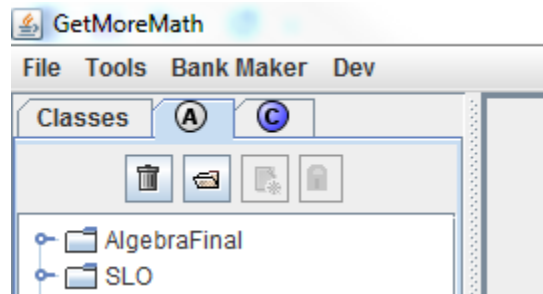 GetMoreMath
File Tools Bank Maker Dev
Classes A C
AlgebraFinal
SLO